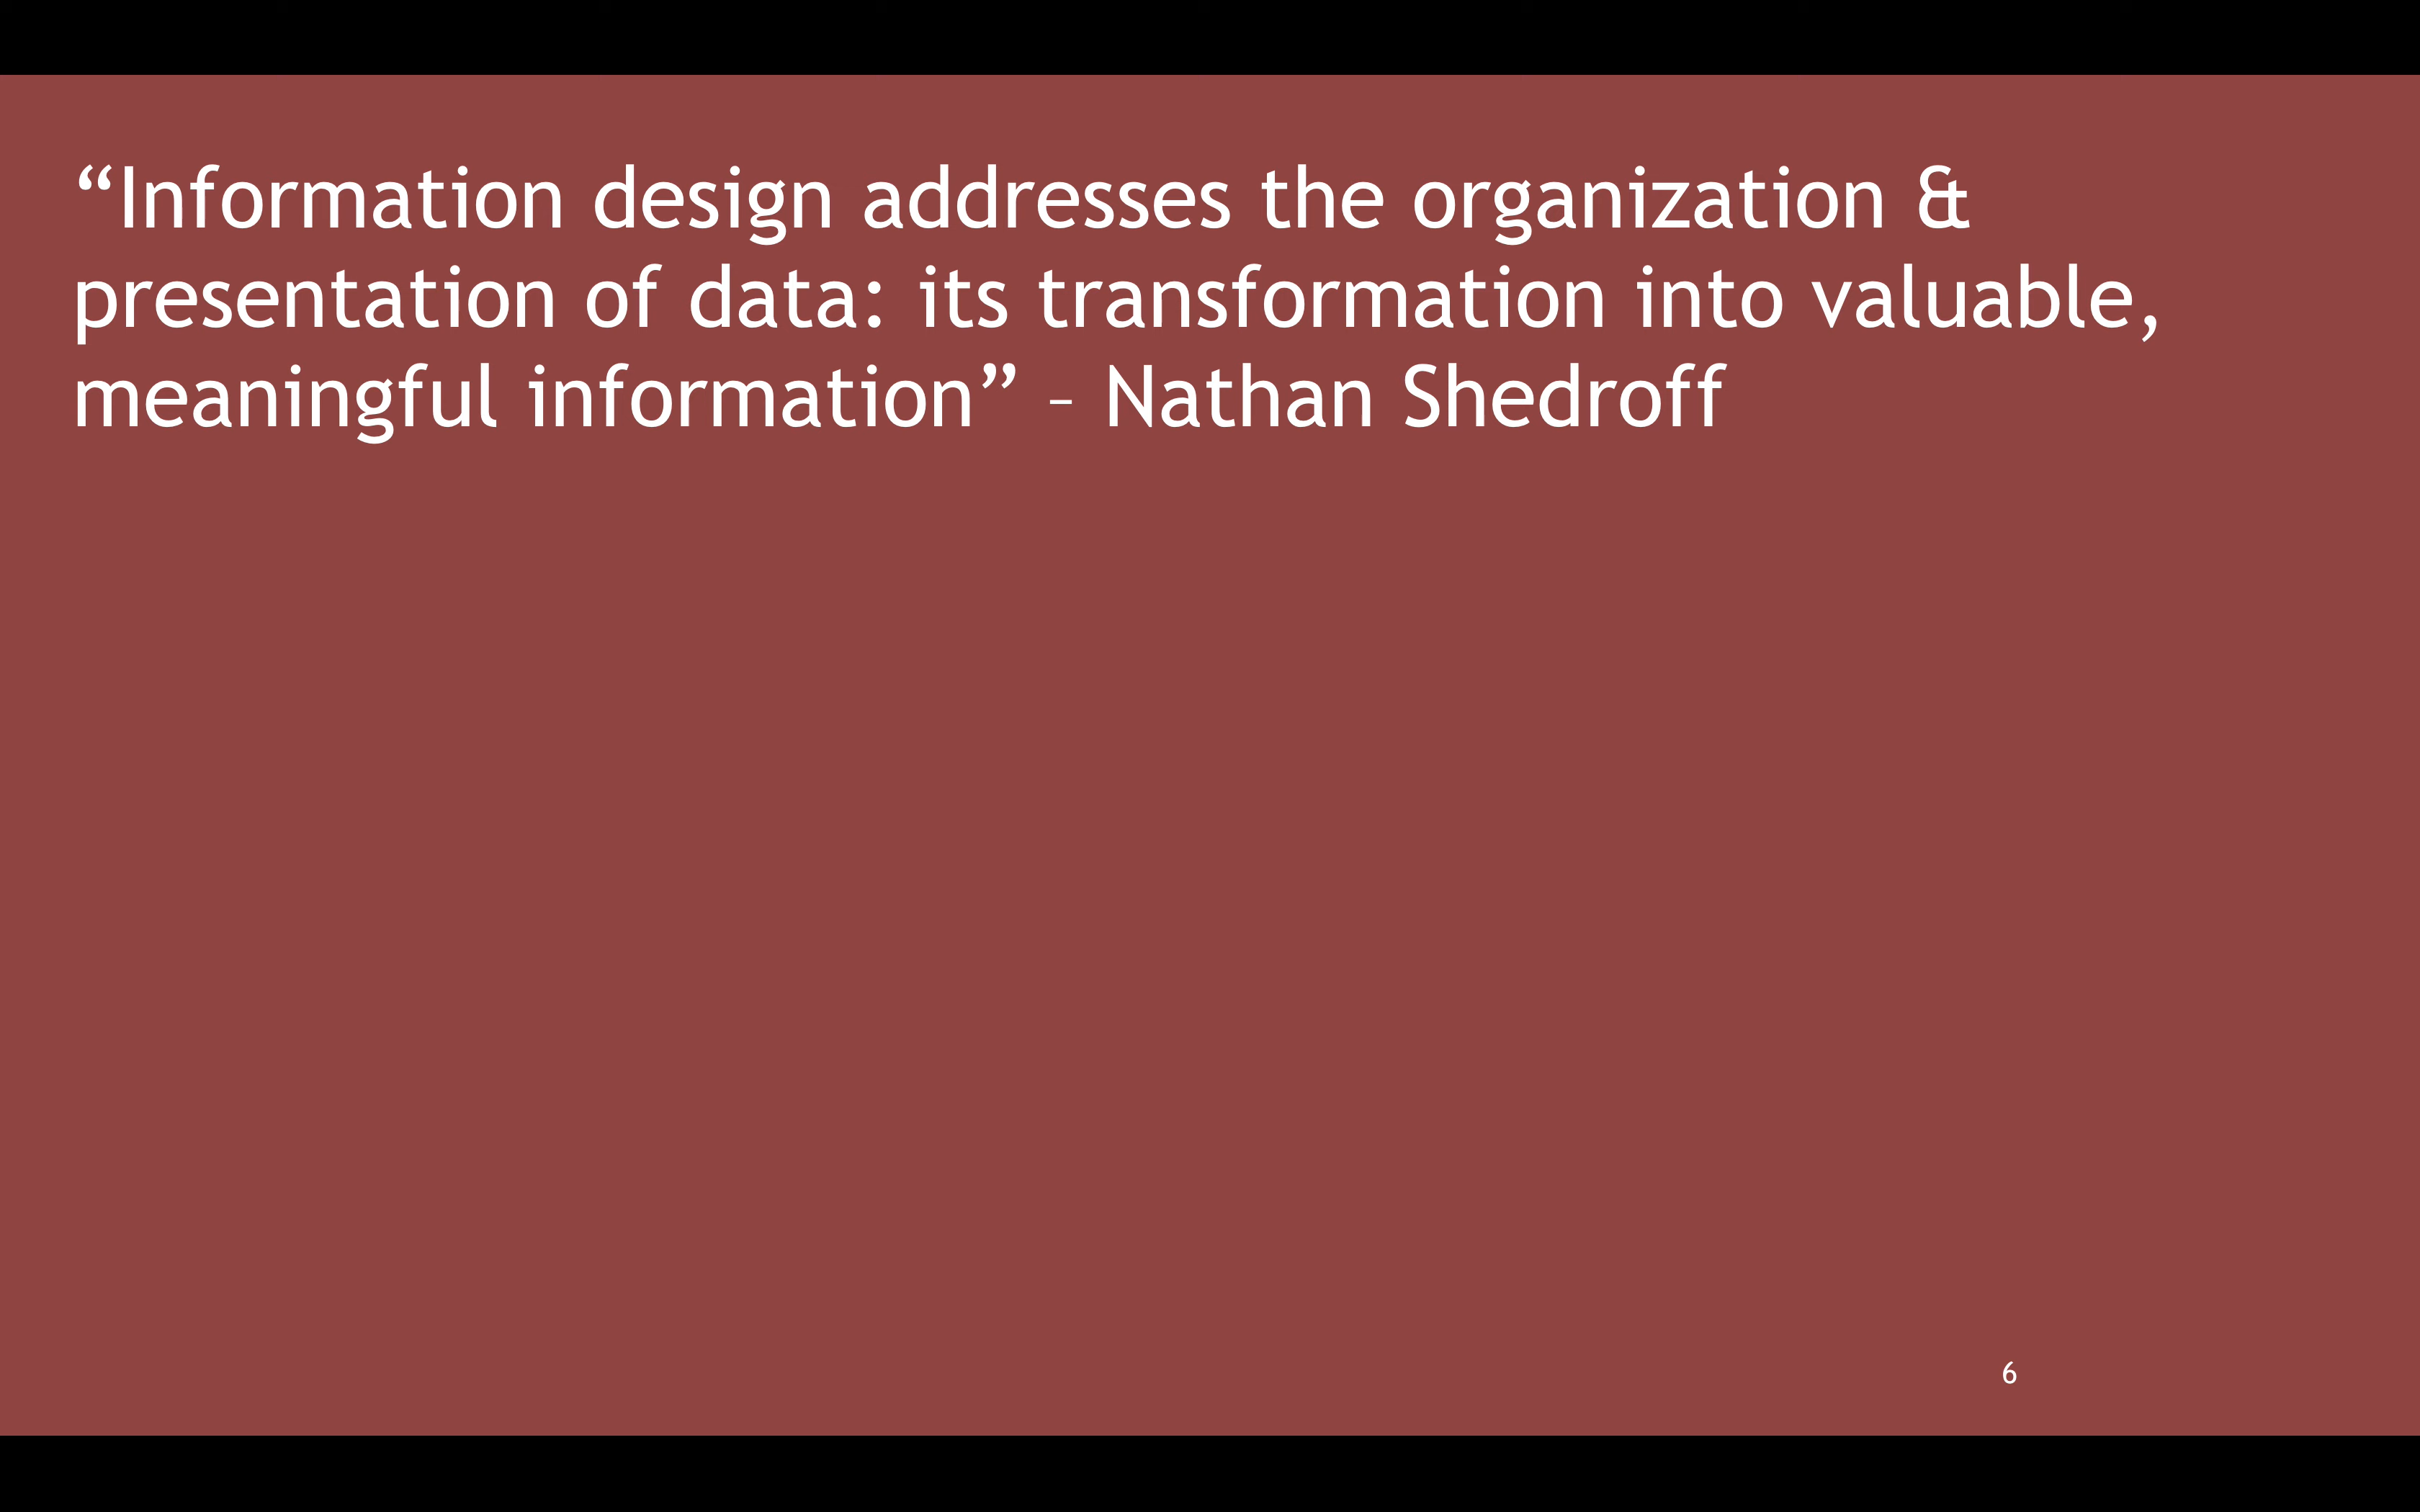 “Information design addresses the organization &
presentation of data: its transformation into valuable,
meaningful information” – Nathan Shedroff
6